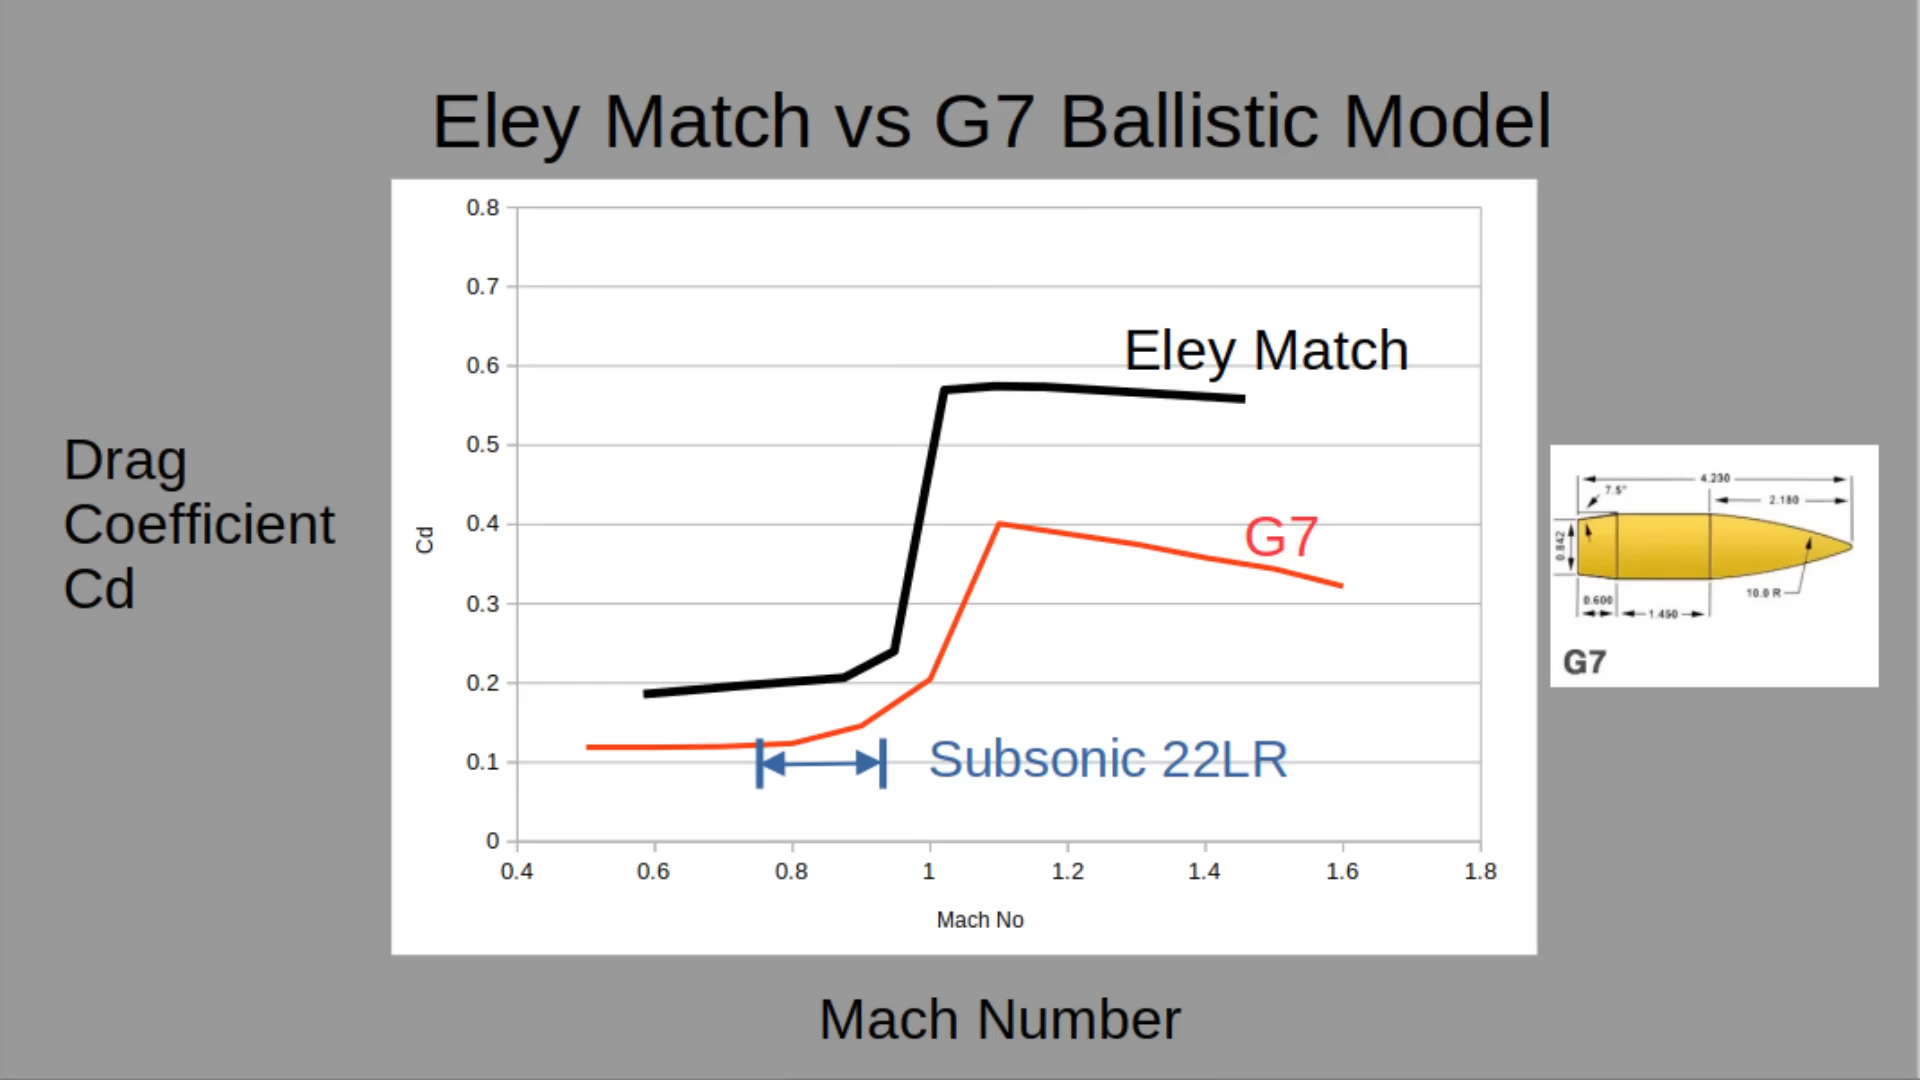 Eley Match vs G7 Ballistic Model
0.8
0.7
Eley Match
0.6
0.5
Drag
Coefficient
Cd
Cd
0.4
G7
0.3
0.2
0.1
Subsonic 22LR
0
0.4 0.6 0.8 1 1.2 1.4 1.6 1.8
Mach No
Mach Number
4.230
7.5°
2.180
0.842
10.0 R
0.600
1.450
G7